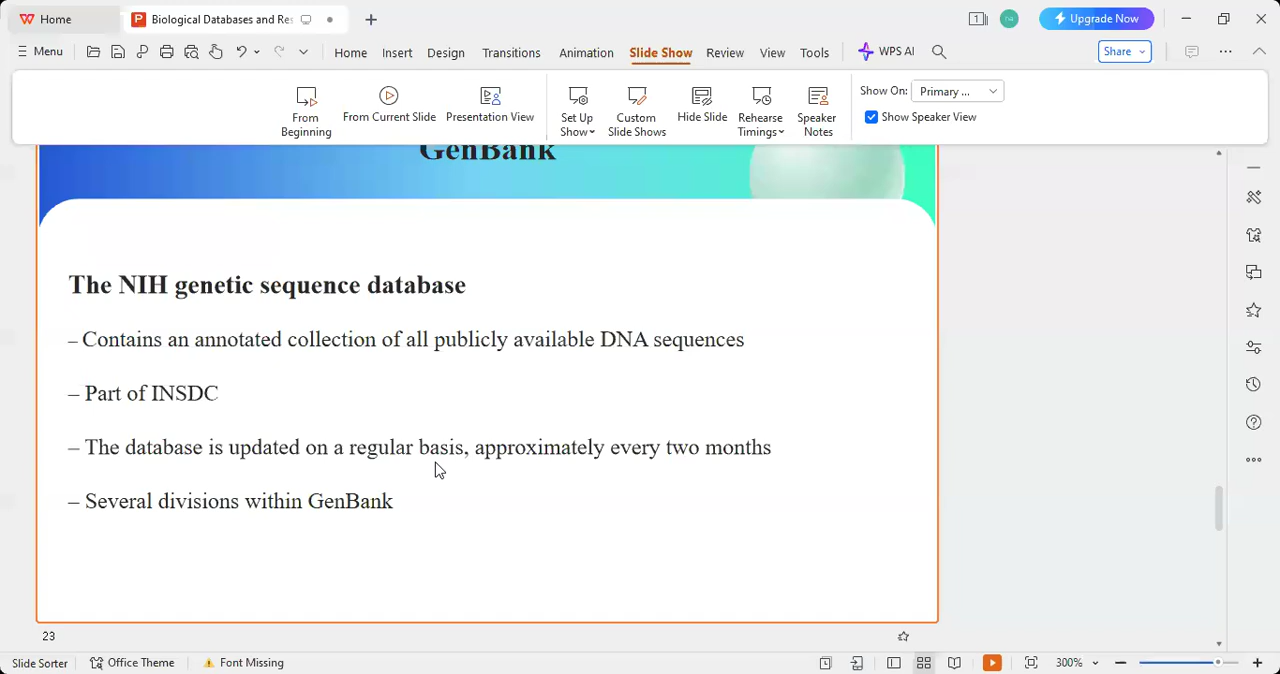 Home
Biological Databases and Res
Upgrade Now
Menu
Home Insert Design Transitions Animation Slide Show Review View Tools WPS AI
Share
From Beginning
From Current Slide
Presentation View
Set Up Show
Custom Slide Shows
Hide Slide
Rehearse Timings
Speaker Notes
Show On: Primary ...
Show Speaker View
GenBank
The NIH genetic sequence database
– Contains an annotated collection of all publicly available DNA sequences
– Part of INSDC
– The database is updated on a regular basis, approximately every two months
– Several divisions within GenBank
23
Slide Sorter Office Theme Font Missing 300%